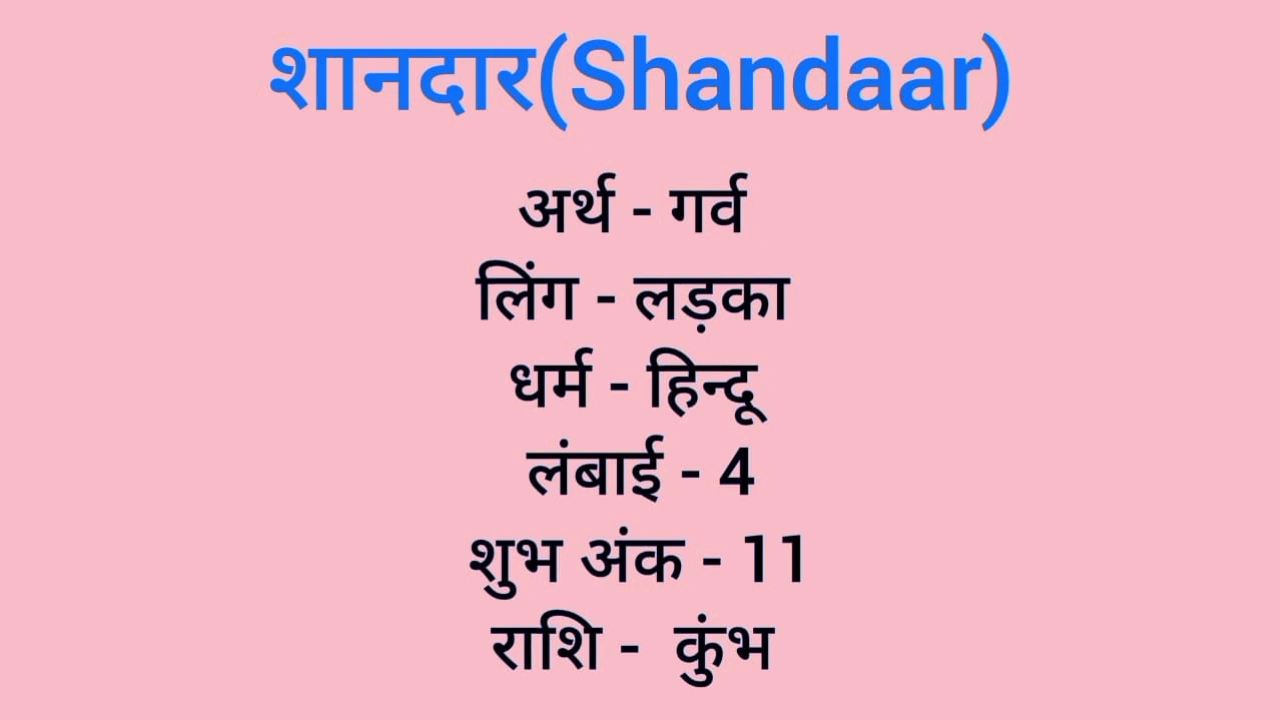 शानदार(Shandaar)
अर्थ - गर्व
लिंग - लड़का
धर्म - हिन्दू
लंबाई - 4
शुभ अंक - 11
राशि - कुंभ